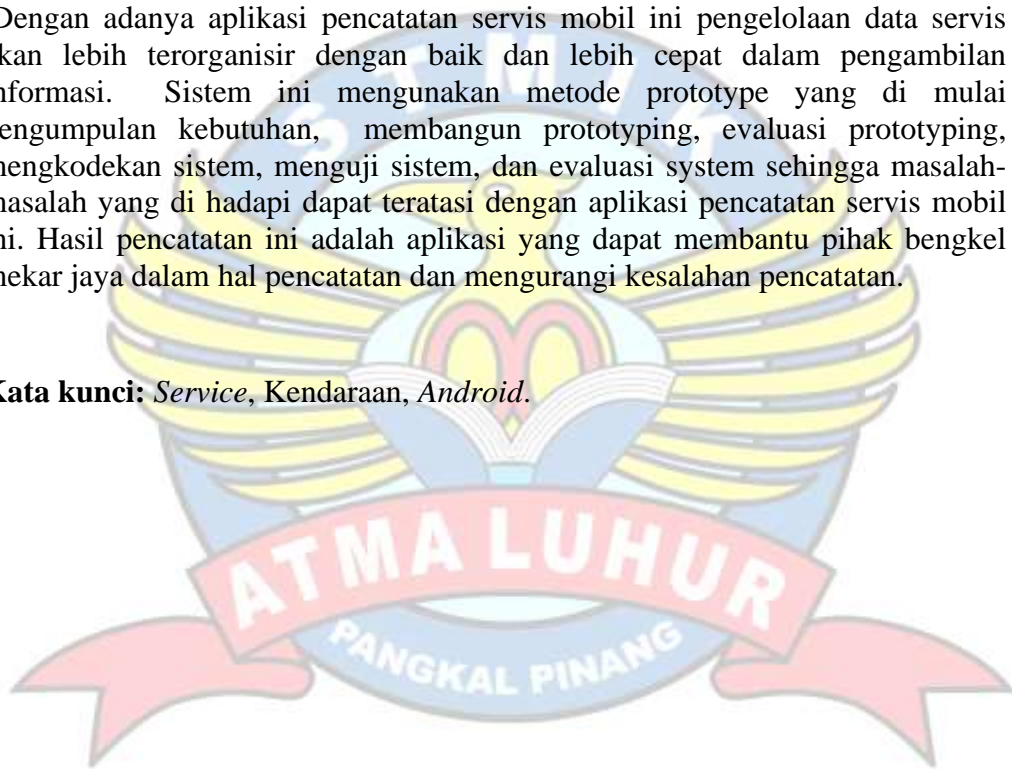 Dengan adanya aplikasi pencatatan servis mobil ini pengelolaan data servis
kan lebih terorganisir dengan baik dan lebih cepat dalam pengambilan
nformasi. Sistem ini mengunakan metode prototype yang di mulai
engumpulan kebutuhan, membangun prototyping, evaluasi prototyping,
nengkodekan sistem, menguji sistem, dan evaluasi system sehingga masalah-
nasalah yang di hadapi dapat teratasi dengan aplikasi pencatatan servis mobil
ni. Hasil pencatatan ini adalah aplikasi yang dapat membantu pihak bengkel
nekar jaya dalam hal pencatatan dan mengurangi kesalahan pencatatan.
Kata kunci: Service, Kendaraan, Android.
STMIK
ATMA LUHUR
PANGKAL PINANG